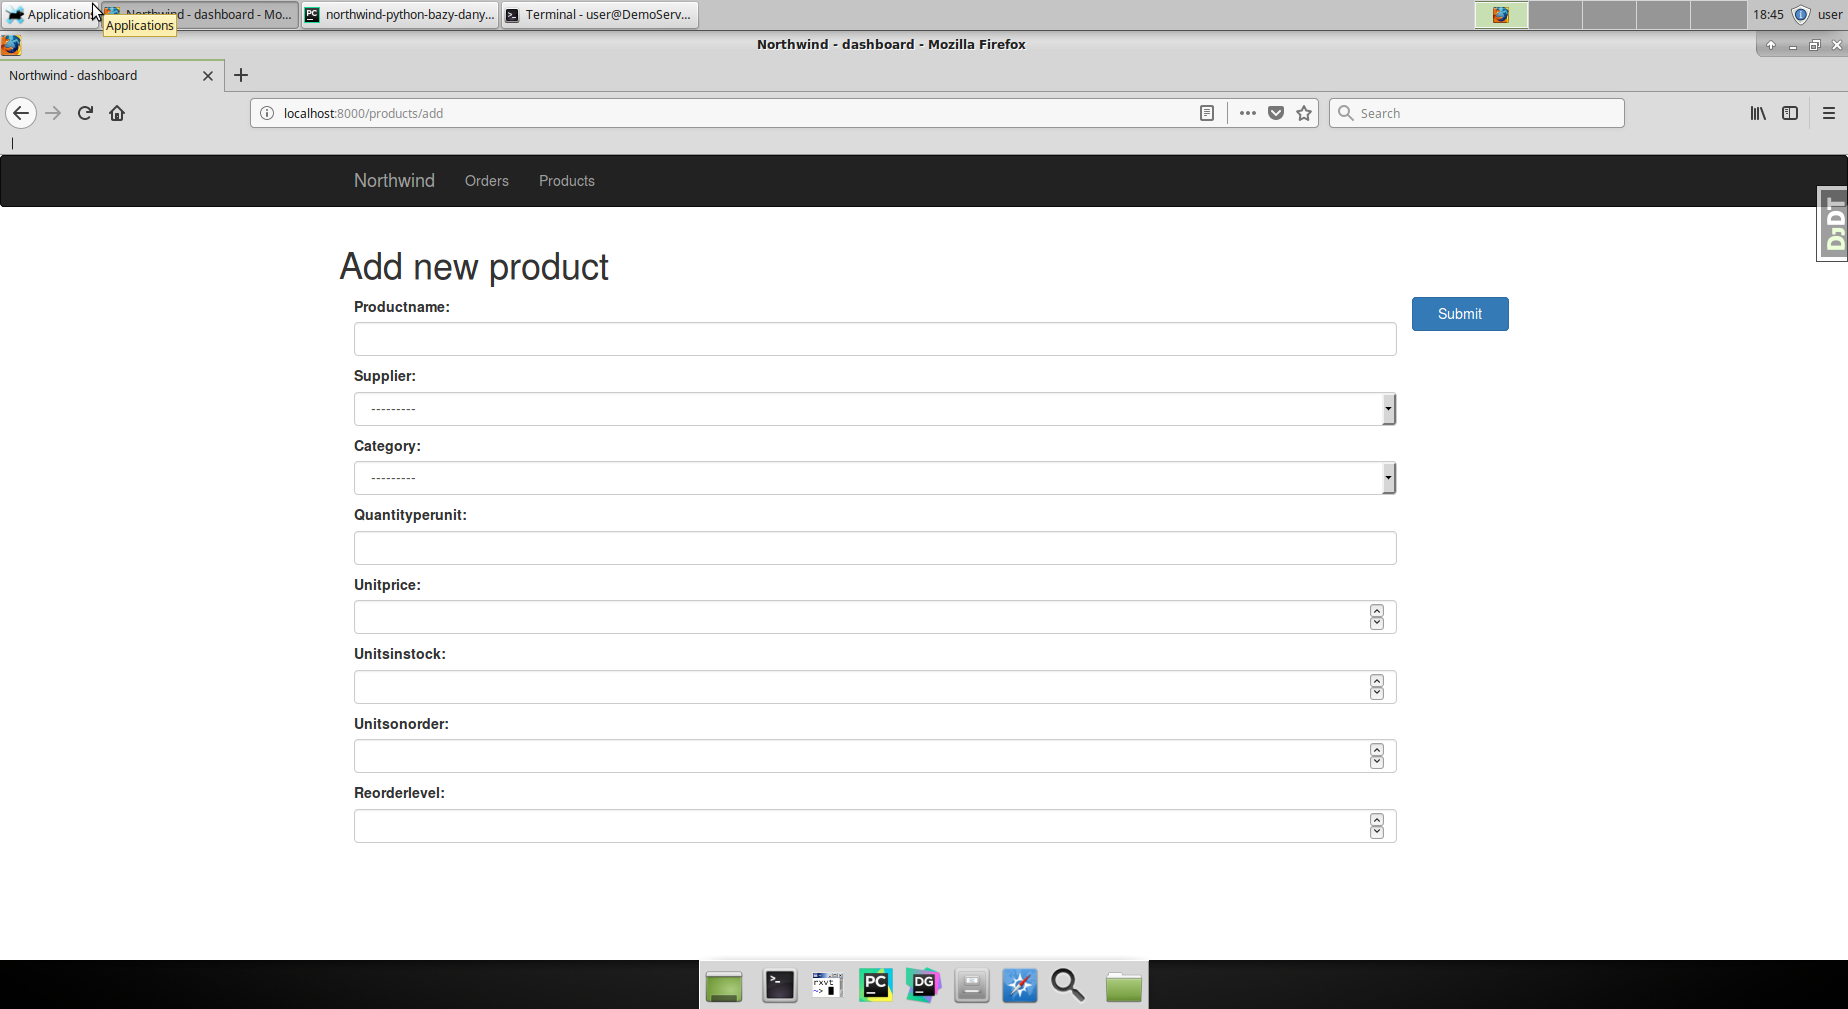 Applications
Northwind - dashboard - Mo...
northwind-python-bazy-dany...
Terminal - user@DemoServ...
18:45
user
Applications
Northwind - dashboard - Mozilla Firefox
Northwind - dashboard
localhost:8000/products/add
Search
Northwind
Orders
Products
DjDT
Add new product
Productname:
Submit
Supplier:
---------
Category:
---------
Quantityperunit:
Unitprice:
Unitsinstock:
Unitsonorder:
Reorderlevel:
rxvt
PC
DG